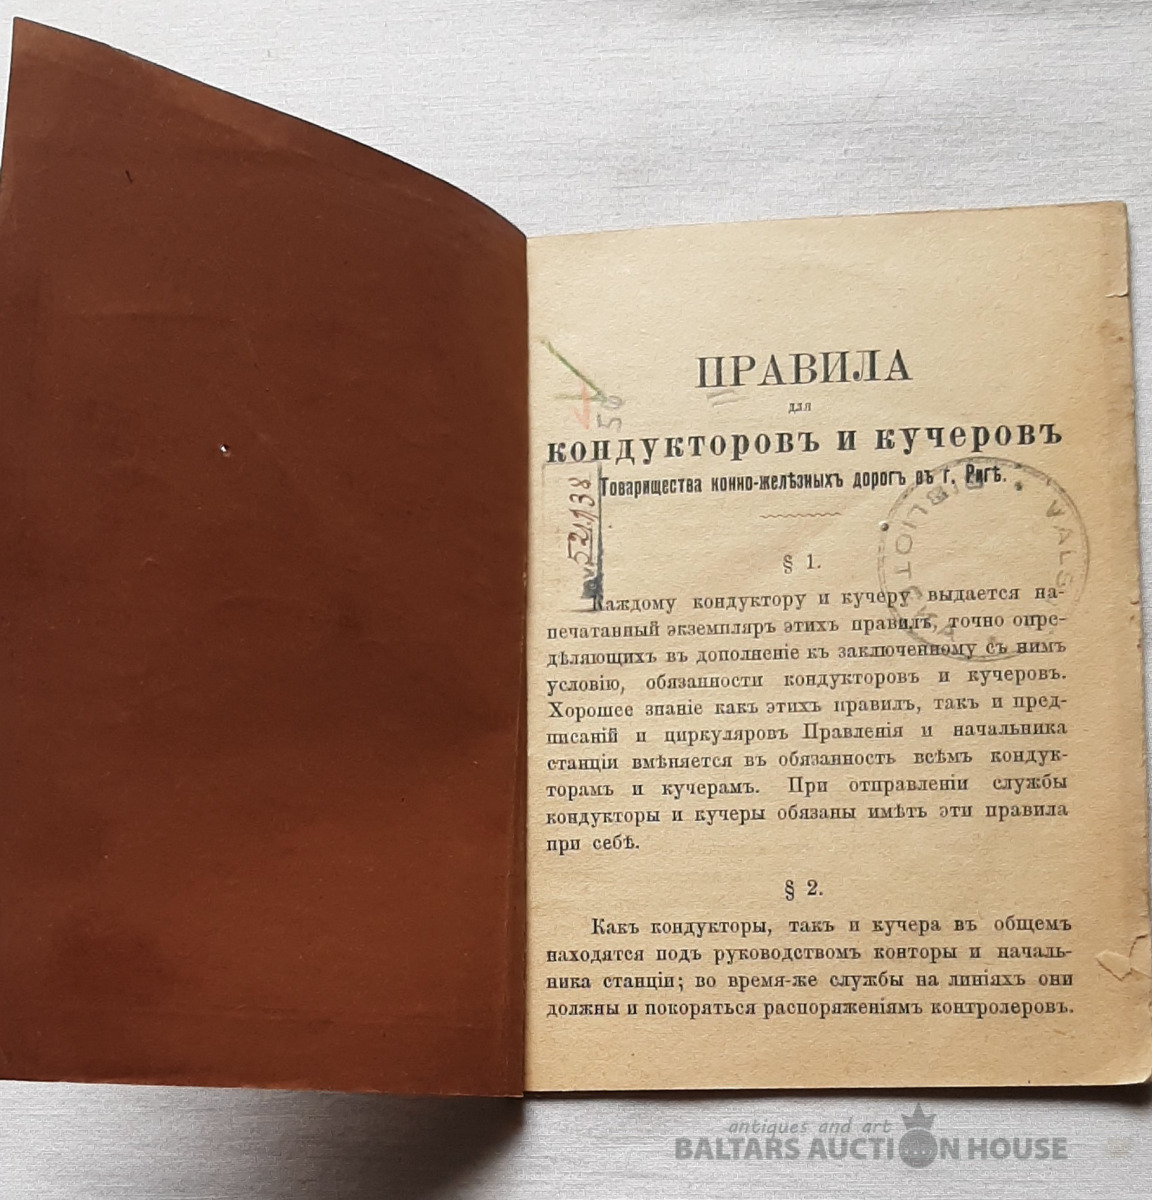 ПРАВИЛА
для
кондукторовъ и кучеровъ
Товарищества конно-желѣзныхъ дорогъ въ г. Ригѣ.
§ 1.
Каждому кондуктору и кучеру выдается на-
печатанный экземпляръ этихъ правилъ, точно опре-
дѣляющихъ въ дополненіе къ заключенному съ нимъ
условію, обязанности кондукторовъ и кучеровъ.
Хорошее знаніе какъ этихъ правилъ, такъ и пред-
писаній и циркуляровъ Правленія и начальника
станціи вмѣняется въ обязанность всѣмъ кондук-
торамъ и кучерамъ. При отправленіи службы
кондукторы и кучеры обязаны имѣть эти правила
при себѣ.
§ 2.
Какъ кондукторы, такъ и кучера въ общемъ
находятся подъ руководствомъ конторы и началь-
ника станціи; во время-же службы на линіяхъ они
должны и покоряться распоряженіямъ контролеровъ.
50
VALSTS BIBLIOTEKA
antiques and art
BALTARS AUCTION HOUSE